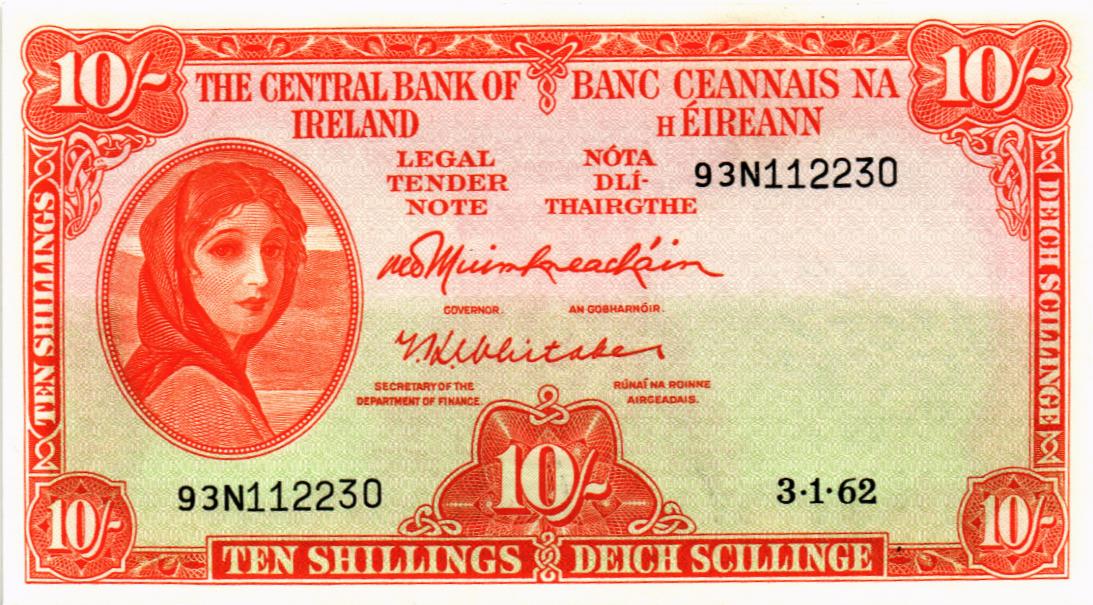 10/-
10/-
THE CENTRAL BANK OF
IRELAND
BANC CEANNAIS NA
H ÉIREANN
LEGAL
TENDER
NOTE
NÓTA
DLÍ-
THAIRGTHE
93N112230
TEN SHILLINGS
DEICH SCILLINGE
GOVERNOR.
AN GOBHARNÓIR.
T.K. Whitaker
SECRETARY OF THE
DEPARTMENT OF FINANCE.
RÚNAÍ NA ROINNE
AIRGEADAIS.
93N112230
10/-
3·1·62
10/-
10/-
TEN SHILLINGS
DEICH SCILLINGE